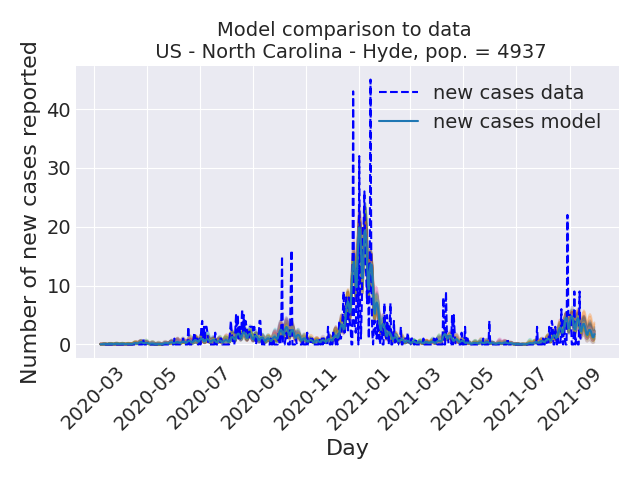 Model comparison to data
US - North Carolina - Hyde, pop. = 4937
Number of new cases reported
40
30
20
10
0
new cases data
new cases model
2020-03
2020-05
2020-07
2020-09
2020-11
2021-01
2021-03
2021-05
2021-07
2021-09
Day